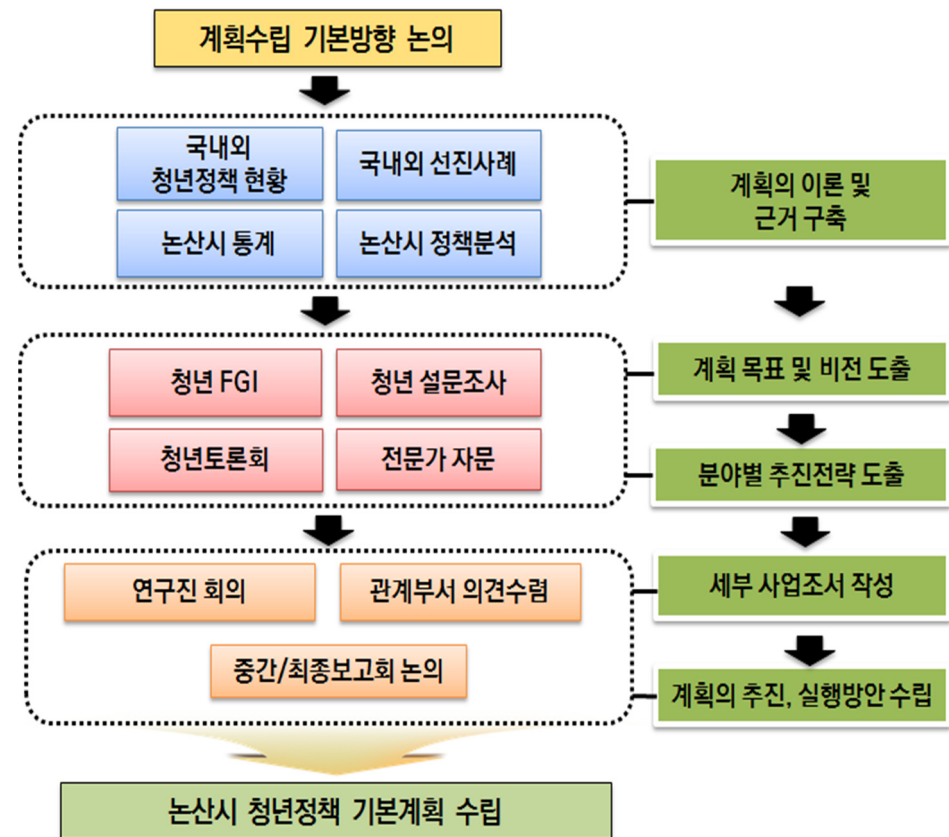 계획수립 기본방향 논의
국내외
청년정책 현황
국내외 선진사례
논산시 통계
논산시 정책분석
계획의 이론 및
근거 구축
청년 FGI
청년 설문조사
청년토론회
전문가 자문
계획 목표 및 비전 도출
분야별 추진전략 도출
연구진 회의
관계부서 의견수렴
중간/최종보고회 논의
세부 사업조서 작성
계획의 추진, 실행방안 수립
논산시 청년정책 기본계획 수립